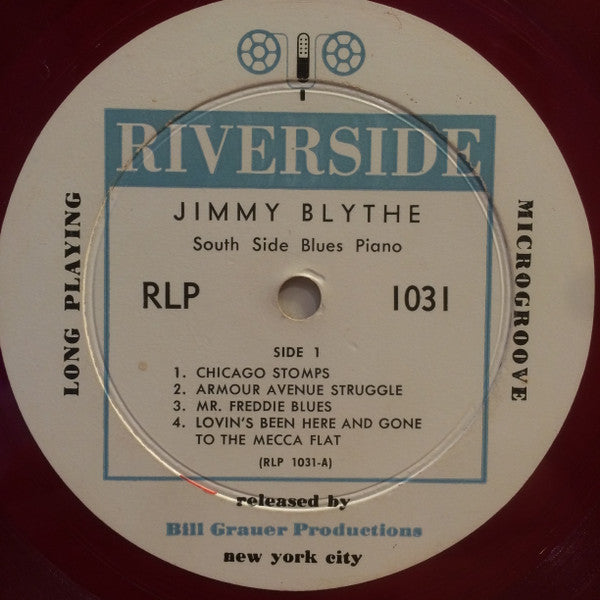 RIVERSIDE
JIMMY BLYTHE
South Side Blues Piano
RLP 1031
LONG PLAYING
MICROGROOVE
SIDE 1
1. CHICAGO STOMPS
2. ARMOUR AVENUE STRUGGLE
3. MR. FREDDIE BLUES
4. LOVIN'S BEEN HERE AND GONE
TO THE MECCA FLAT
(RLP 1031-A)
released by
Bill Grauer Productions
new york city